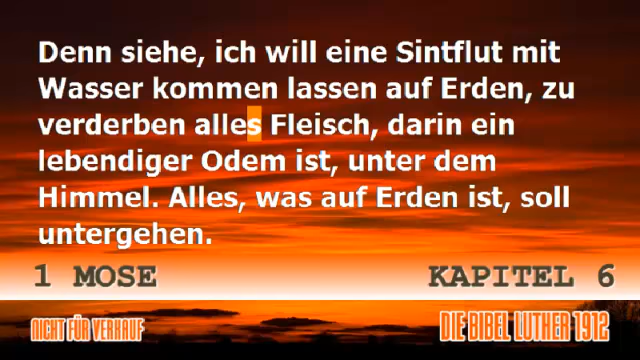 Denn siehe, ich will eine Sintflut mit
Wasser kommen lassen auf Erden, zu
verderben alles Fleisch, darin ein
lebendiger Odem ist, unter dem
Himmel. Alles, was auf Erden ist, soll
untergehen.
1 MOSE KAPITEL 6
NICHT FÜR VERKAUF DIE BIBEL LUTHER 1912